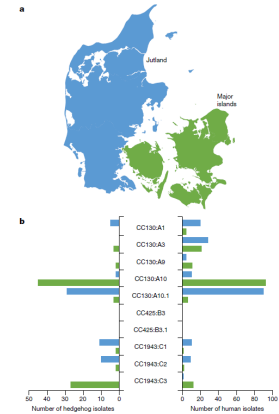 a
Jutland
Major
islands
b
CC130:A1
CC130:A3
CC130:A9
CC130:A10
CC130:A10.1
CC425:B3
CC425:B3.1
CC1943:C1
CC1943:C2
CC1943:C3
50 40 30 20 10 0 0 20 40 60 80 100
Number of hedgehog isolates Number of human isolates